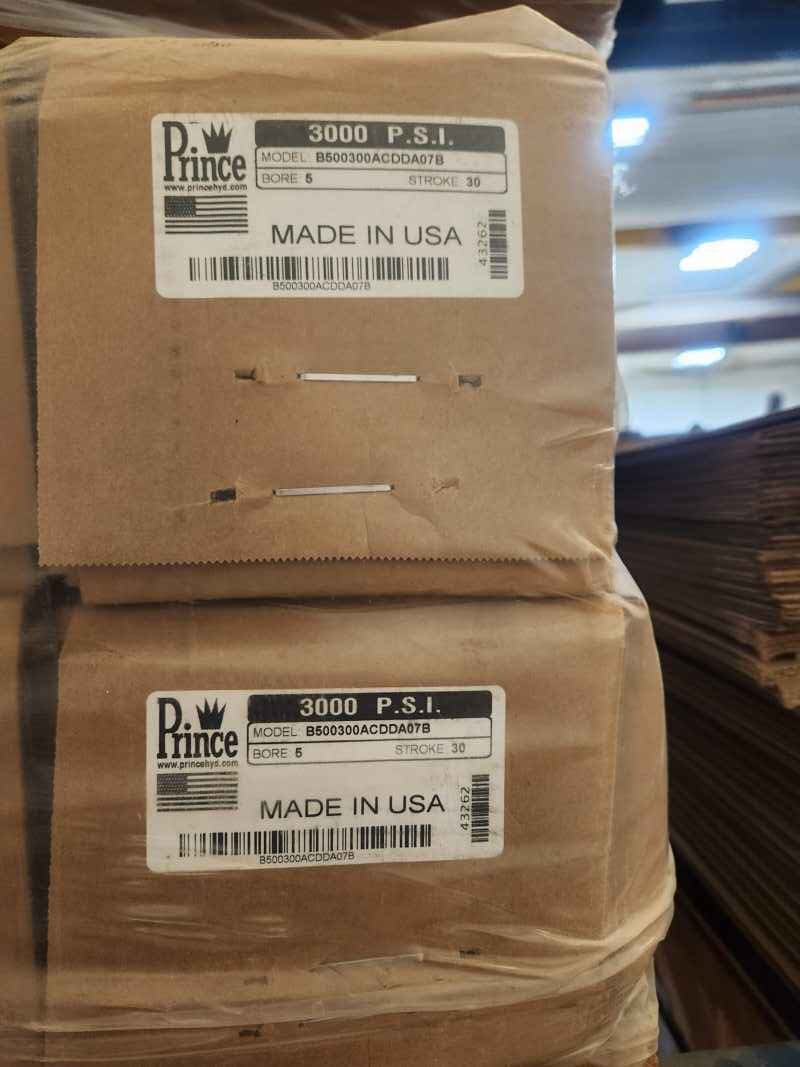 Prince
www.princehyd.com
3000 P.S.I.
MODEL: B500300ACDDA07B
BORE 5 STROKE 30
MADE IN USA
43262
B500300ACDDA07B
Prince
www.princehyd.com
3000 P.S.I.
MODEL: B500300ACDDA07B
BORE 5 STROKE 30
MADE IN USA
43262
B500300ACDDA07B